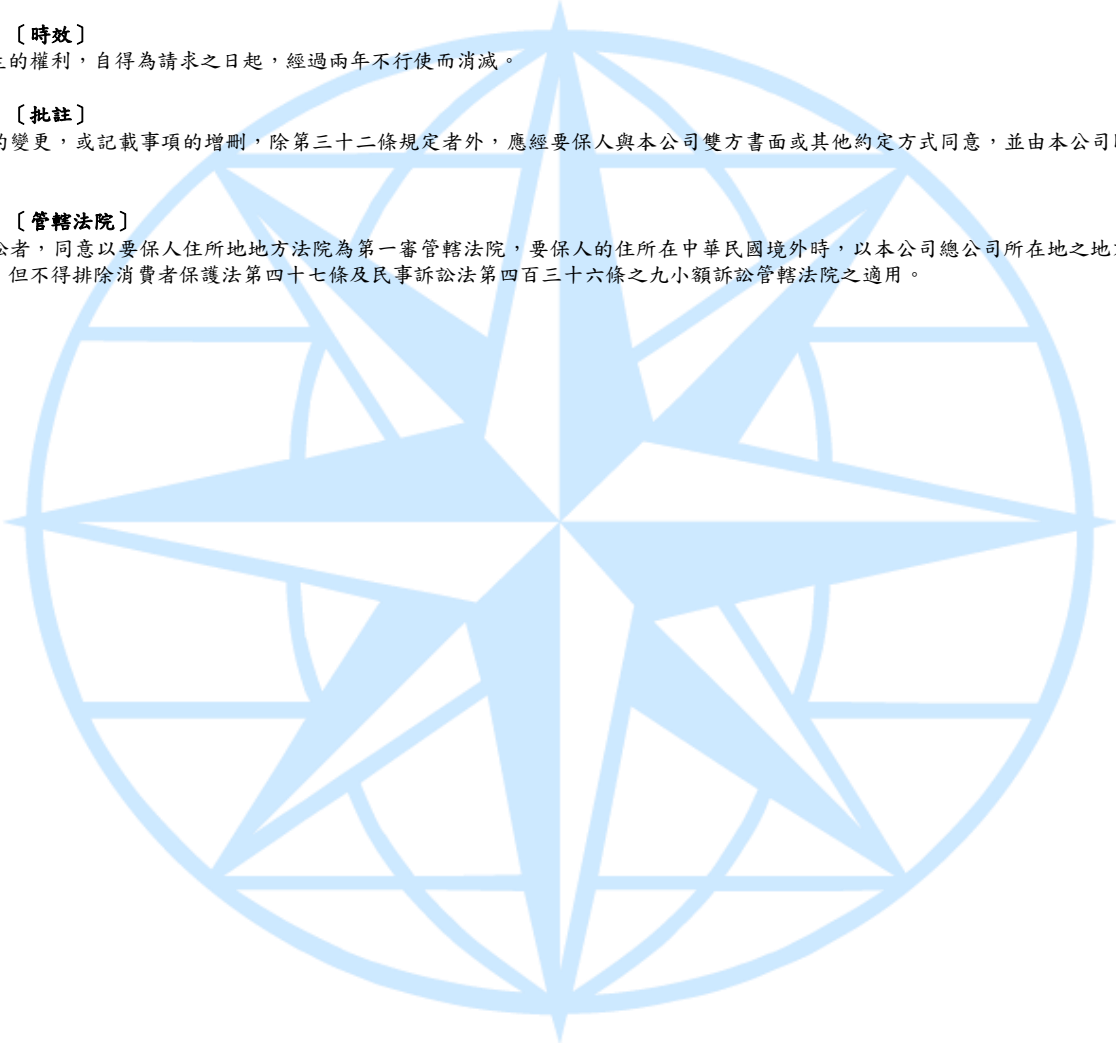 〔時效〕
生的權利，自得為請求之日起，經過兩年不行使而消滅。
〔批註〕
的變更，或記載事項的增刪，除第三十二條規定者外，應經要保人與本公司雙方書面或其他約定方式同意，並由本公司
〔管轄法院〕
訟者，同意以要保人住所地地方法院為第一審管轄法院，要保人的住所在中華民國境外時，以本公司總公司所在地之地
但不得排除消費者保護法第四十七條及民事訴訟法第四百三十六條之九小額訴訟管轄法院之適用。